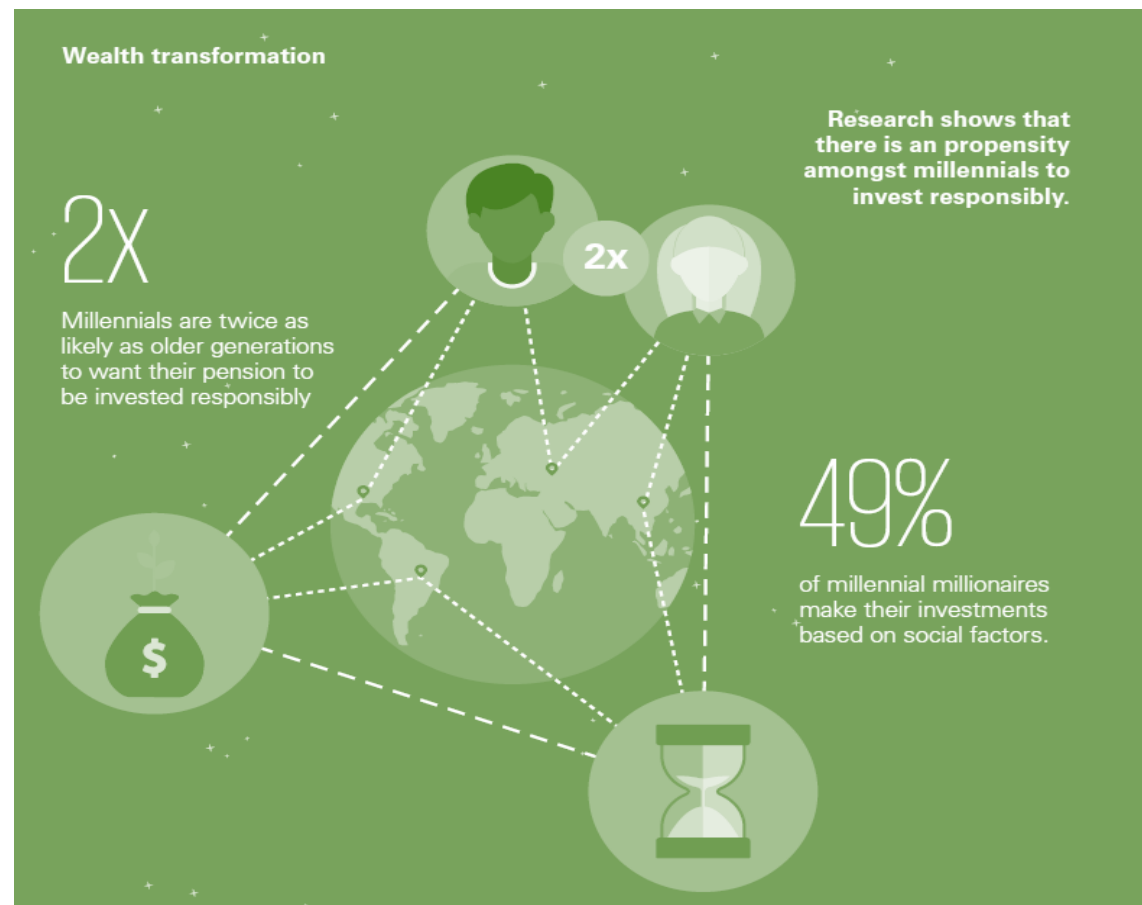 Wealth transformation
Research shows that
there is an propensity
amongst millennials to
invest responsibly.
2X
Millennials are twice as
likely as older generations
to want their pension to
be invested responsibly
2x
49%
of millennial millionaires
make their investments
based on social factors.
$